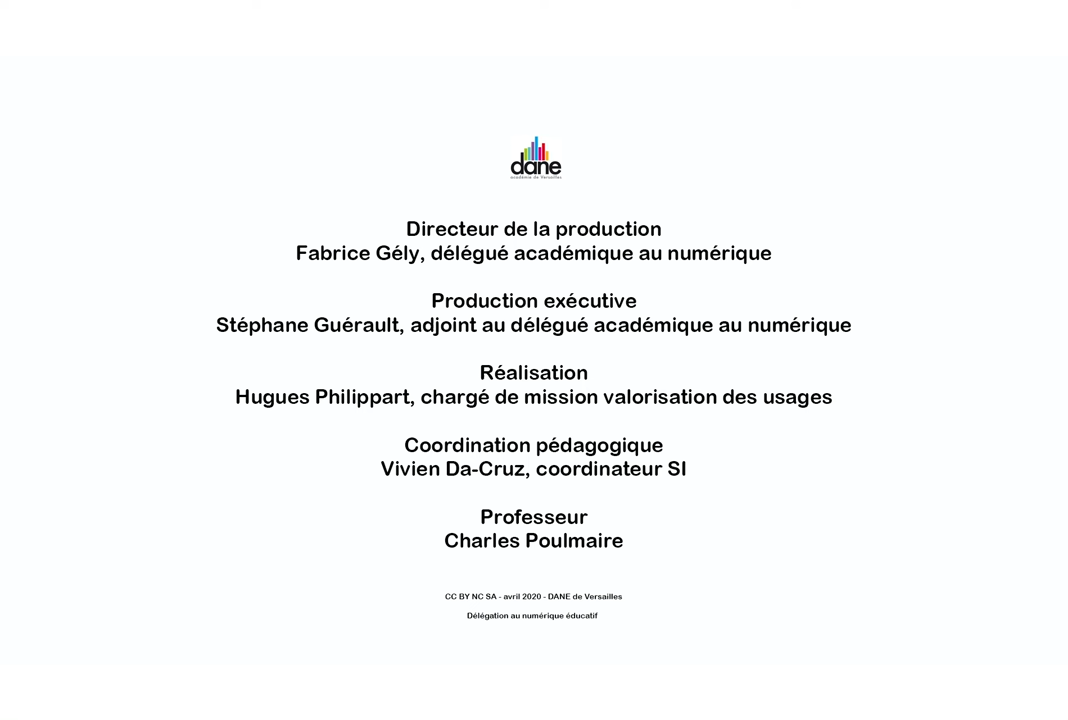 dane
académie de Versailles
Directeur de la production
Fabrice Gély, délégué académique au numérique
Production exécutive
Stéphane Guérault, adjoint au délégué académique au numérique
Réalisation
Hugues Philippart, chargé de mission valorisation des usages
Coordination pédagogique
Vivien Da-Cruz, coordinateur SI
Professeur
Charles Poulmaire
CC BY NC SA - avril 2020 - DANE de Versailles
Délégation au numérique éducatif